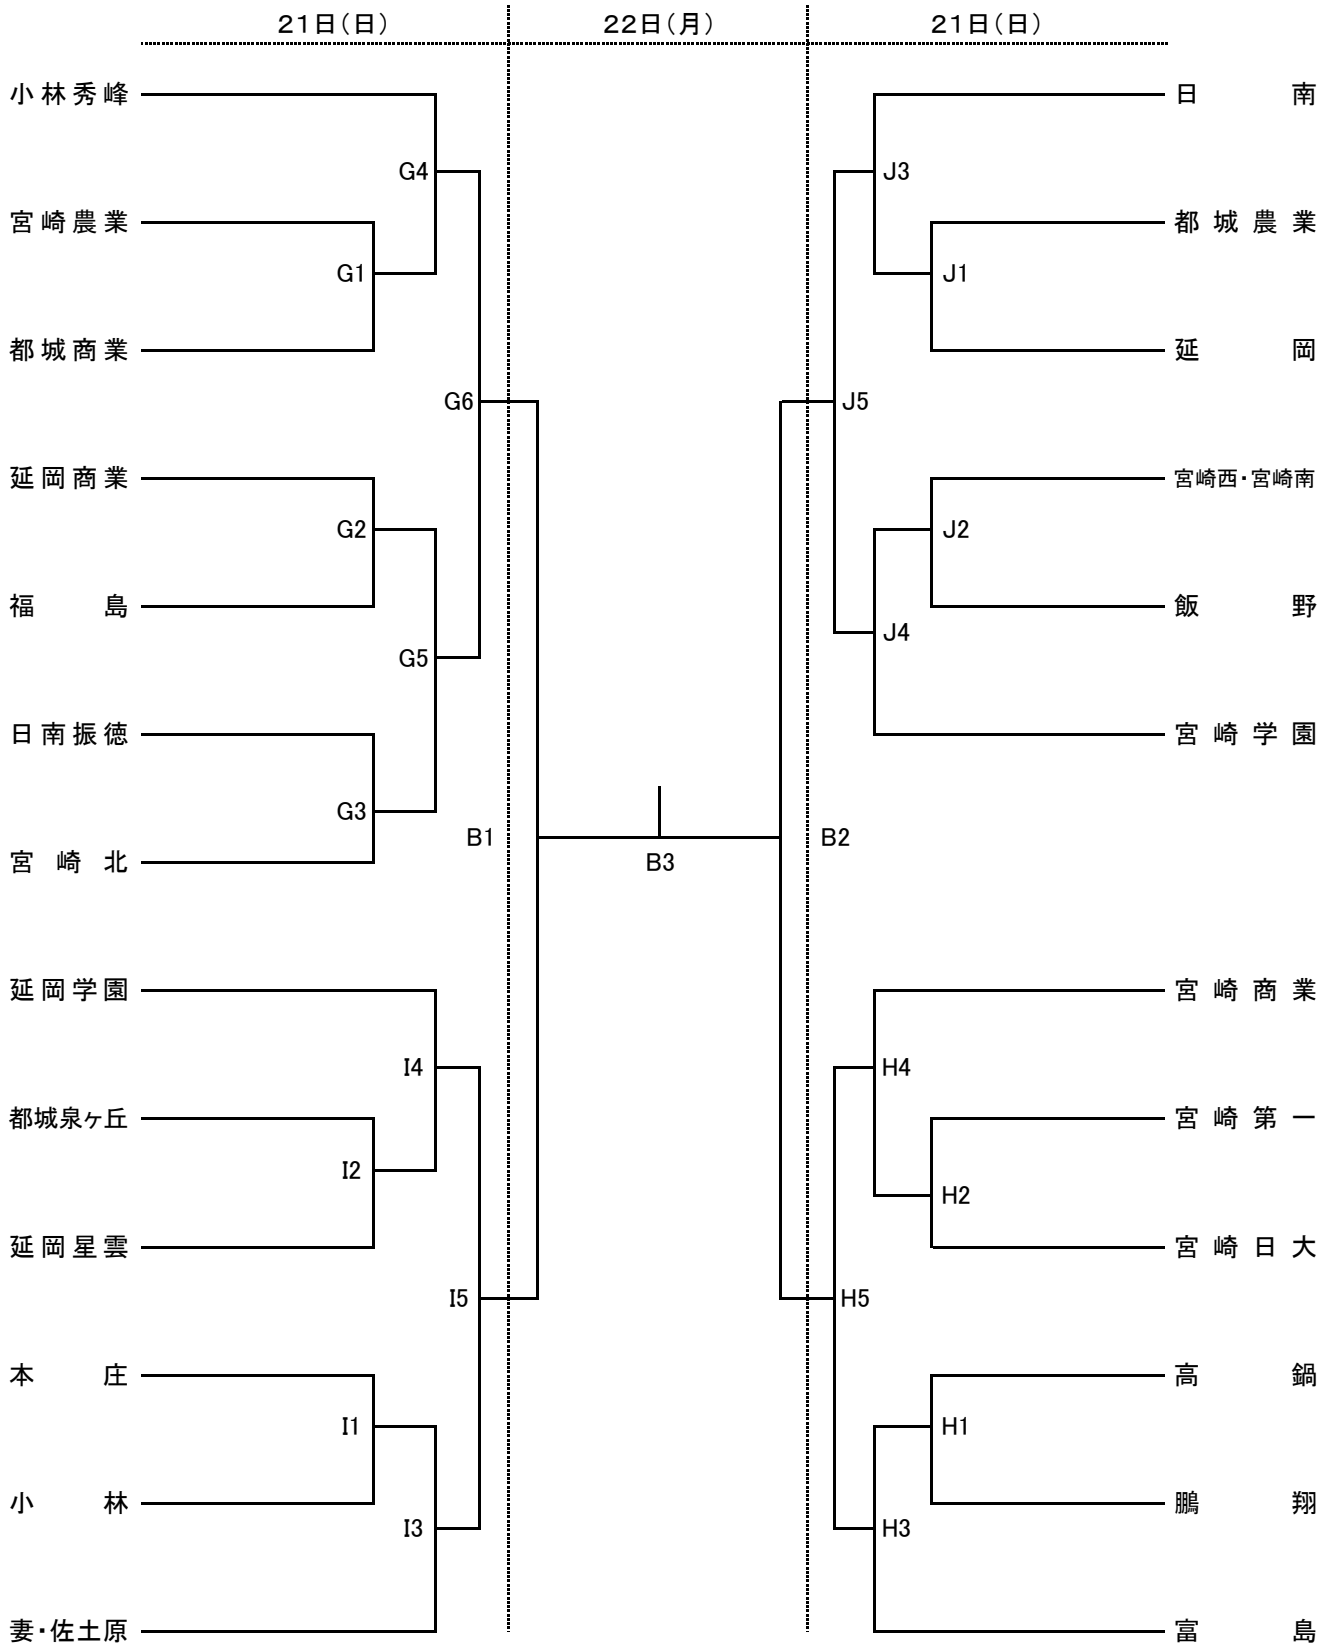 21日(日) 22日(月) 21日(日)
小林秀峰 日南
G4 J3
宮崎農業 都城農業
G1 J1
都城商業 延岡
G6 J5
延岡商業 宮崎西・宮崎南
G2 J2
福島 飯野
G5 J4
日南振徳 宮崎学園
G3
B1 B2
宮崎北 B3
延岡学園 宮崎商業
I4 H4
都城泉ヶ丘 宮崎第一
I2 H2
延岡星雲 宮崎日大
I5 H5
本庄 高鍋
I1 H1
小林 鵬翔
I3 H3
妻・佐土原 富島